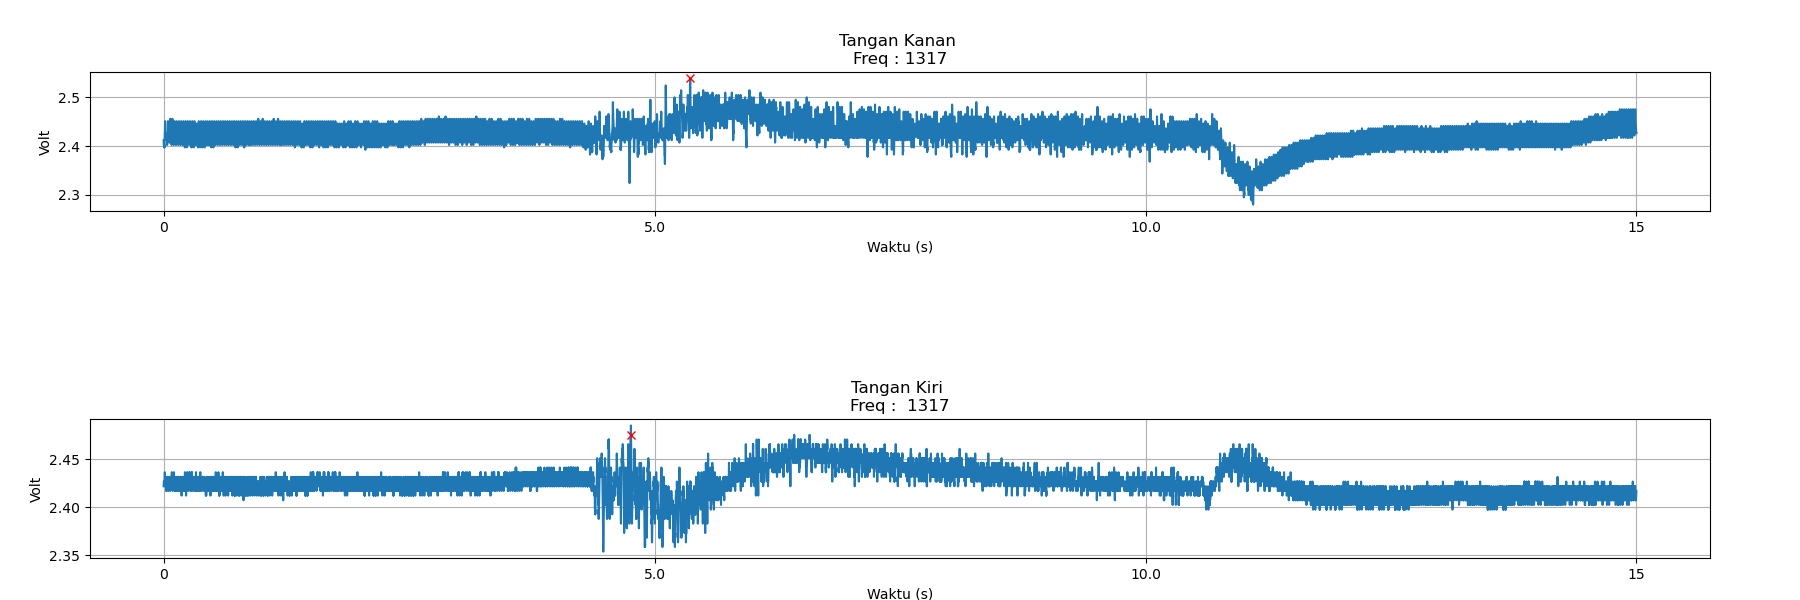 Tangan Kanan
Freq : 1317
2.5
2.4
2.3
Volt
0 5.0 10.0 15
Waktu (s)
Tangan Kiri
Freq :  1317
2.45
2.40
2.35
Volt
0 5.0 10.0 15
Waktu (s)